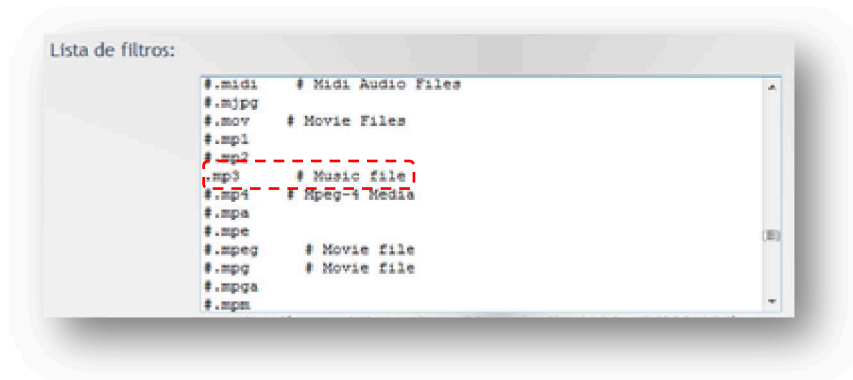 Lista de filtros:
#.midi # Midi Audio Files
#.mjpg
#.mov # Movie Files
#.mp1
#.mp2
.mp3 # Music file
#.mp4 # Mpeg-4 Media
#.mpa
#.mpe
#.mpeg # Movie file
#.mpg # Movie file
#.mpga
#.mpm